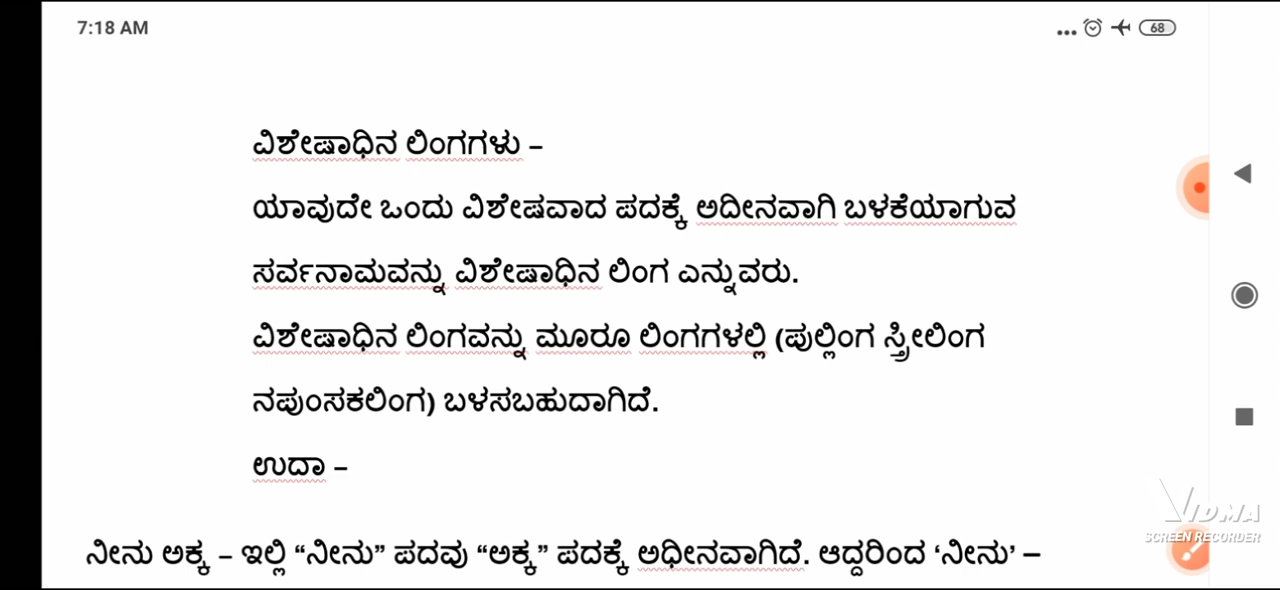 7:18 AM
68
ವಿಶೇಷಾಧಿನ ಲಿಂಗಗಳು –
ಯಾವುದೇ ಒಂದು ವಿಶೇಷವಾದ ಪದಕ್ಕೆ ಅದೀನವಾಗಿ ಬಳಕೆಯಾಗುವ
ಸರ್ವನಾಮವನ್ನು ವಿಶೇಷಾಧಿನ ಲಿಂಗ ಎನ್ನುವರು.
ವಿಶೇಷಾಧಿನ ಲಿಂಗವನ್ನು ಮೂರೂ ಲಿಂಗಗಳಲ್ಲಿ (ಪುಲ್ಲಿಂಗ ಸ್ತ್ರೀಲಿಂಗ
ನಪುಂಸಕಲಿಂಗ) ಬಳಸಬಹುದಾಗಿದೆ.
ಉದಾ –
ನೀನು ಅಕ್ಕ – ಇಲ್ಲಿ “ನೀನು” ಪದವು “ಅಕ್ಕ” ಪದಕ್ಕೆ ಅಧೀನವಾಗಿದೆ. ಆದ್ದರಿಂದ ‘ನೀನು’ –
VIDMA
SCREEN RECORDER